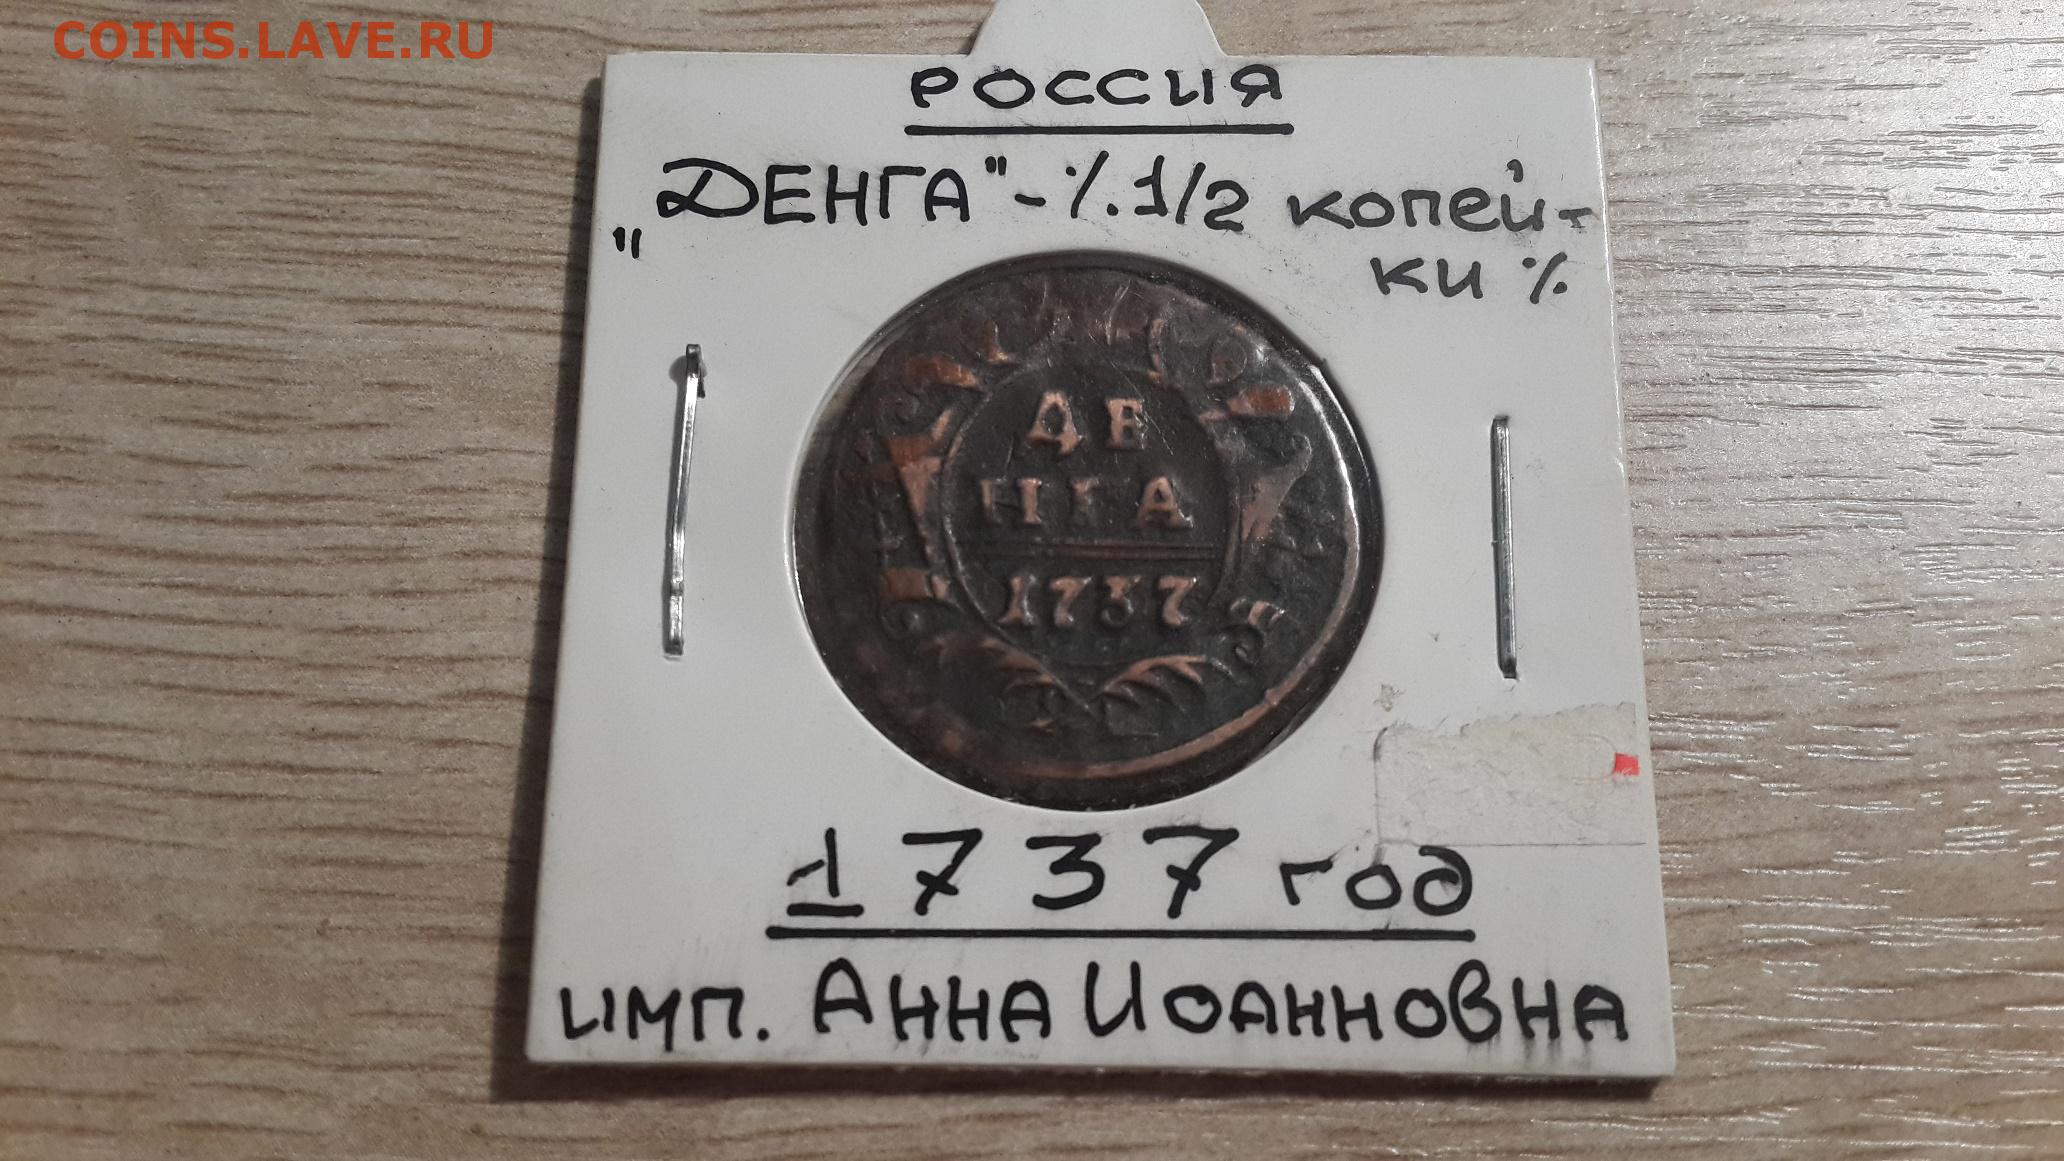 COINS.LAVE.RU
РОССИЯ
„ДЕНГА" - ٪. 1/2 копей-
ки ٪
ДЕ
НГА
1737
1737 год
имп. Анна Иоанновна